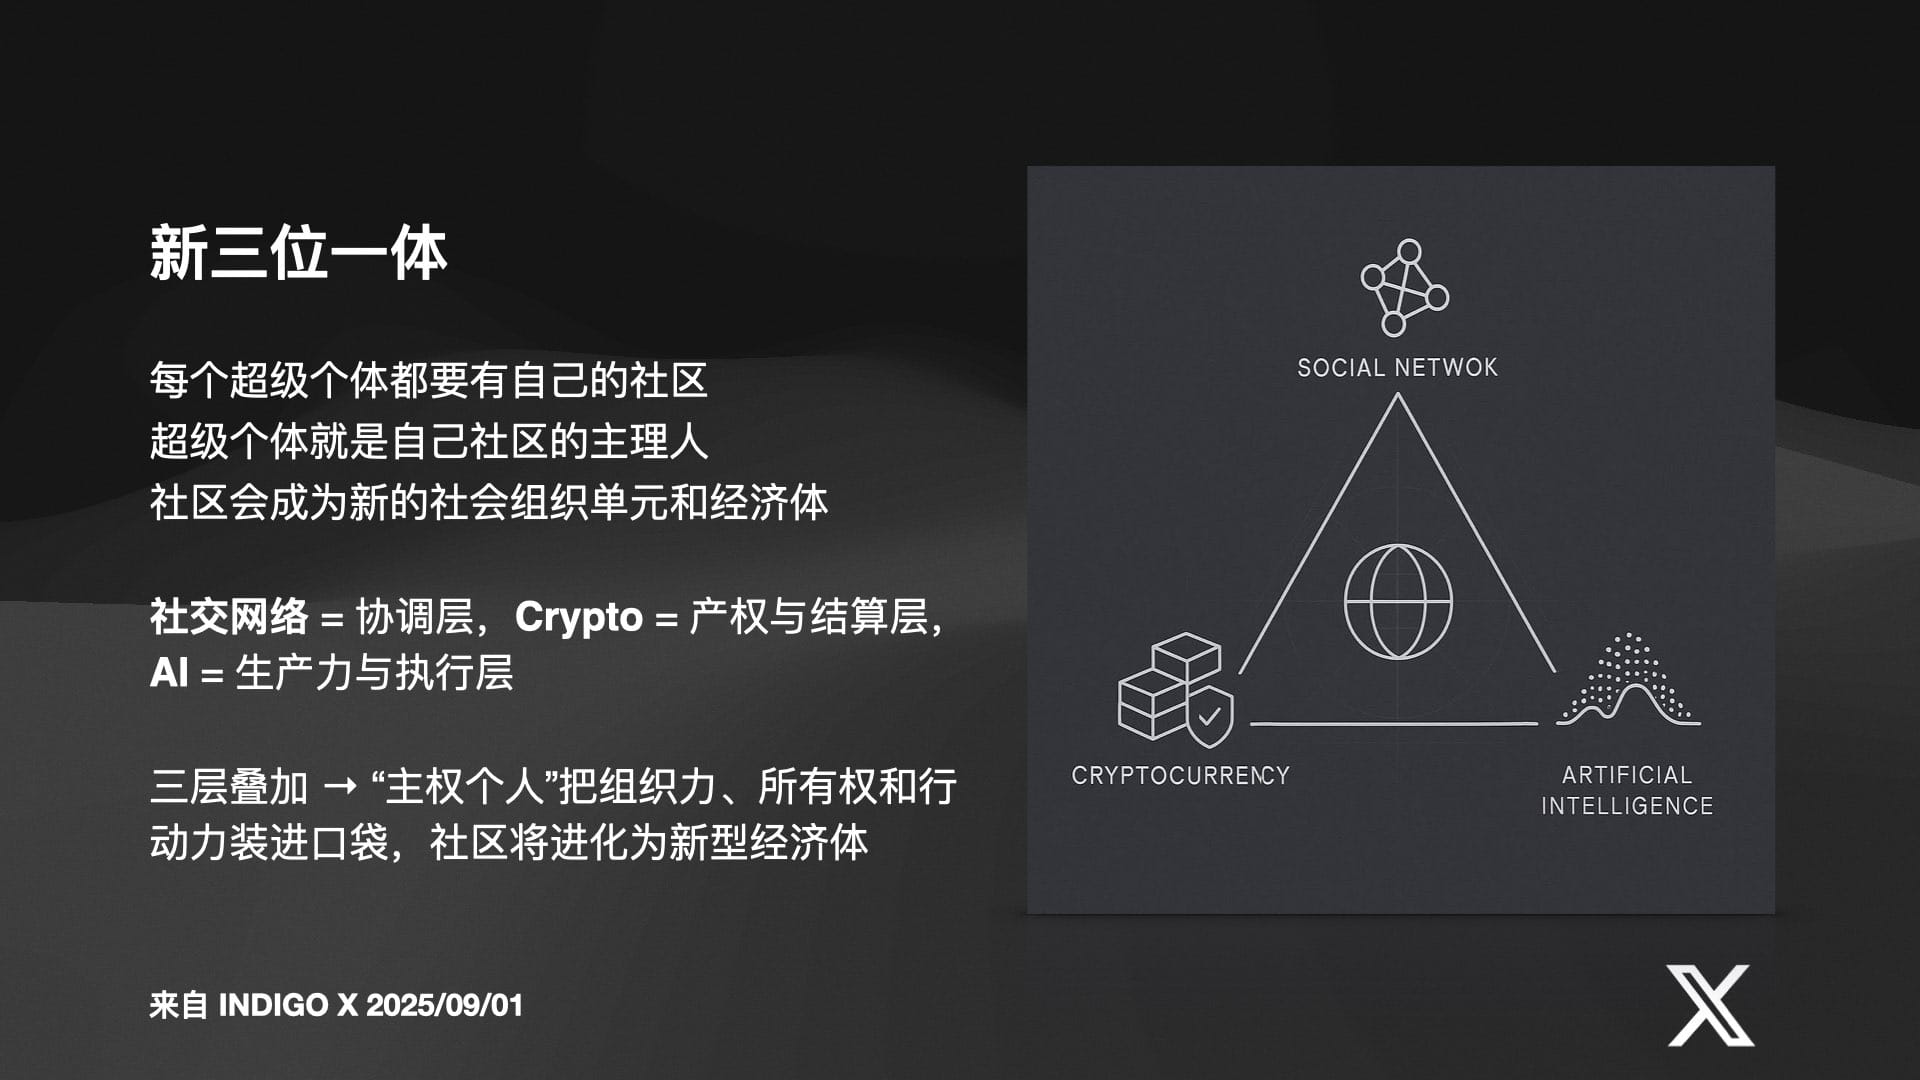 新三位一体
每个超级个体都要有自己的社区
超级个体就是自己社区的主理人
社区会成为新的社会组织单元和经济体
社交网络 = 协调层，Crypto = 产权与结算层，
AI = 生产力与执行层
三层叠加 → “主权个人”把组织力、所有权和行
动力装进口袋，社区将进化为新型经济体
来自 INDIGO X 2025/09/01
SOCIAL NETWOK
CRYPTOCURRENCY
ARTIFICIAL
INTELLIGENCE